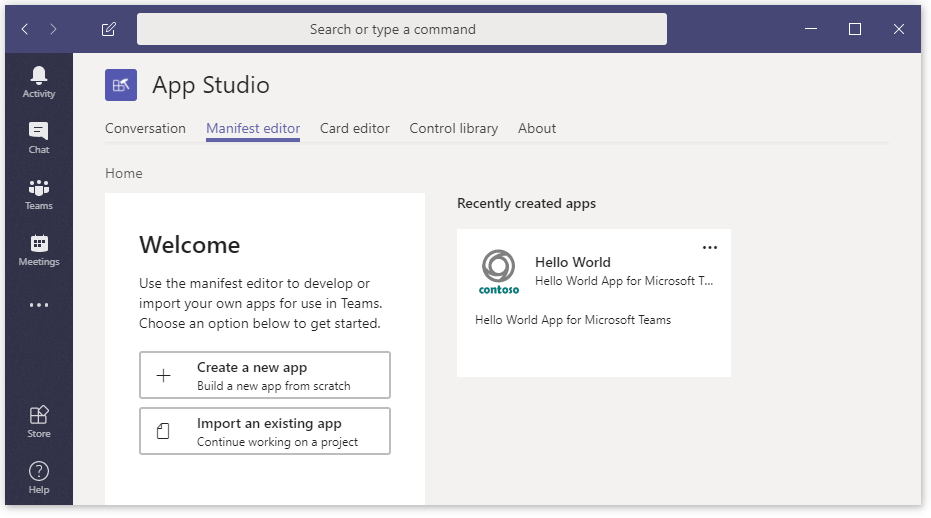 Search or type a command
Activity
Chat
Teams
Meetings
Store
Help
App Studio
Conversation Manifest editor Card editor Control library About
Home
Welcome
Use the manifest editor to develop or
import your own apps for use in Teams.
Choose an option below to get started.
Create a new app
Build a new app from scratch
Import an existing app
Continue working on a project
Recently created apps
contoso
Hello World
Hello World App for Microsoft T...
Hello World App for Microsoft Teams